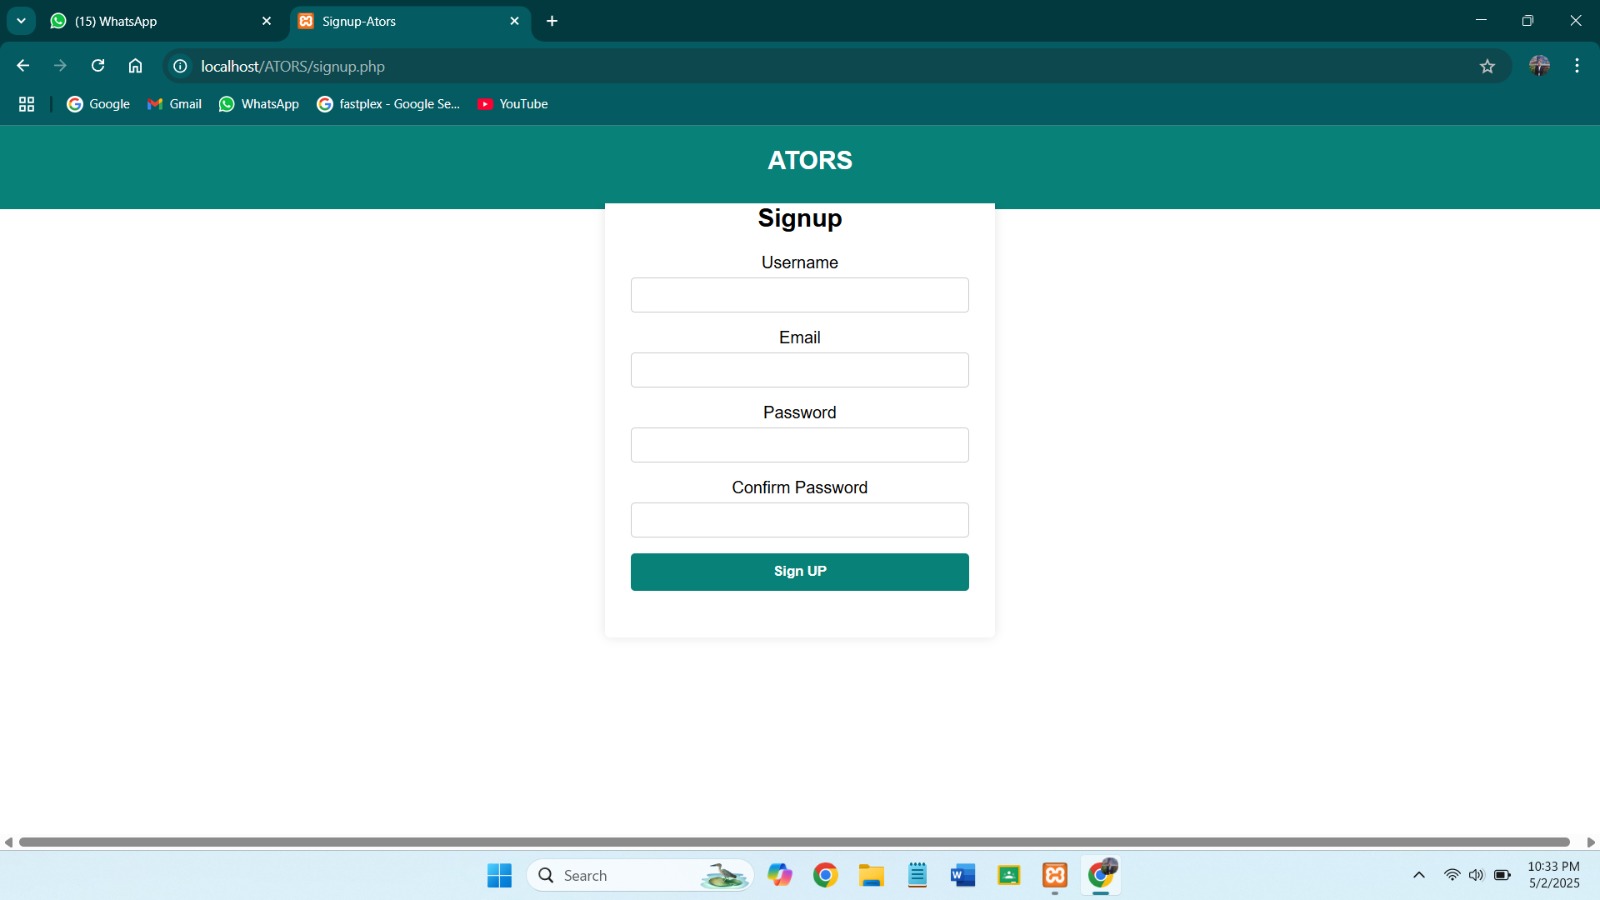 (15) WhatsApp
Signup-Ators
localhost/ATORS/signup.php
Google
Gmail
WhatsApp
fastplex - Google Se...
YouTube
ATORS
Signup
Username
Email
Password
Confirm Password
Sign UP
Search
10:33 PM
5/2/2025